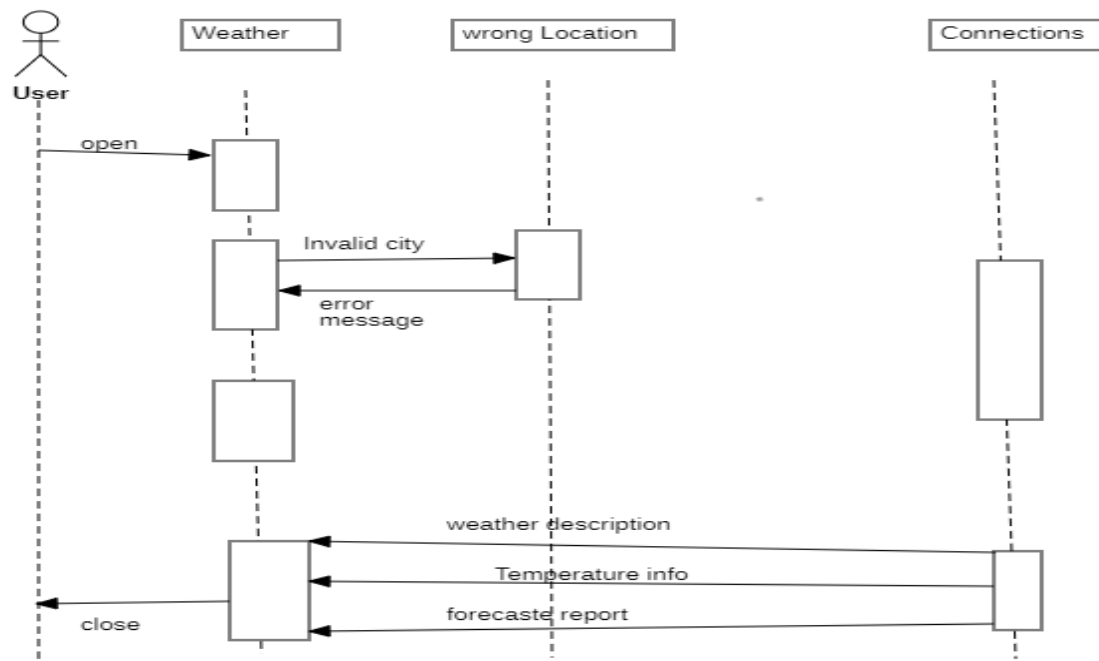 Weather
wrong Location
Connections
User
open
Invalid city
error
message
weather description
Temperature info
forecaste report
close